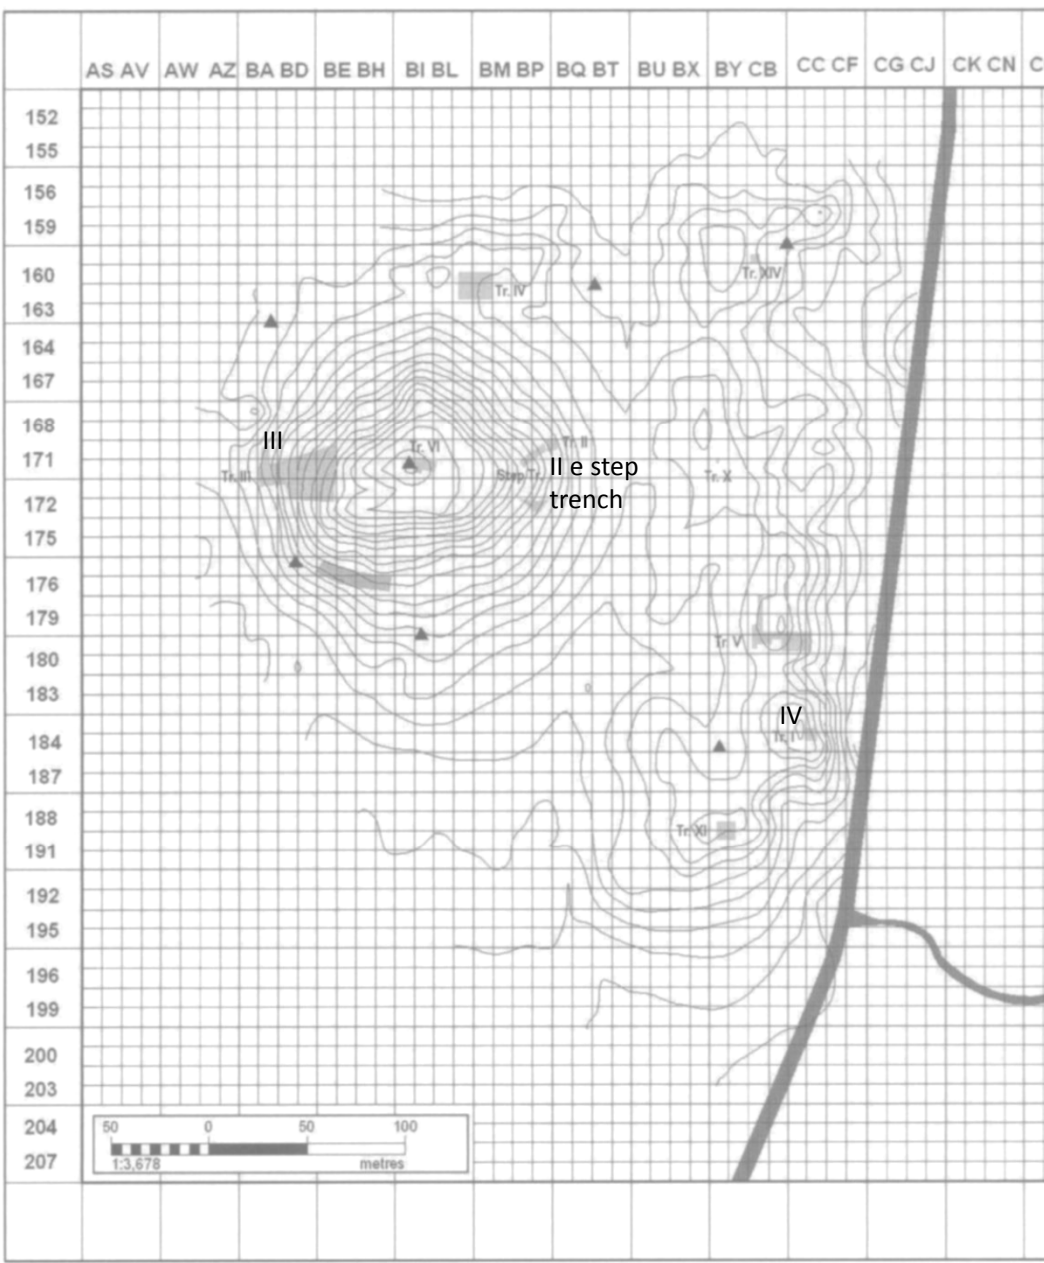 AS AV AW AZ BA BD BE BH BI BL BM BP BQ BT BU BX BY CB CC CF CG CJ CK CN C
152
155
156
159
160
Tr. XIV
Tr. IV
163
164
167
168
III
Tr. VI
Tr. II
171
Tr. III
Step Tr.
II e step
Tr. X
trench
172
175
176
179
Tr. V
180
183
IV
184
187
188
Tr. XI
191
192
195
196
199
200
203
50 0 50 100
204
1:3,678 metres
207